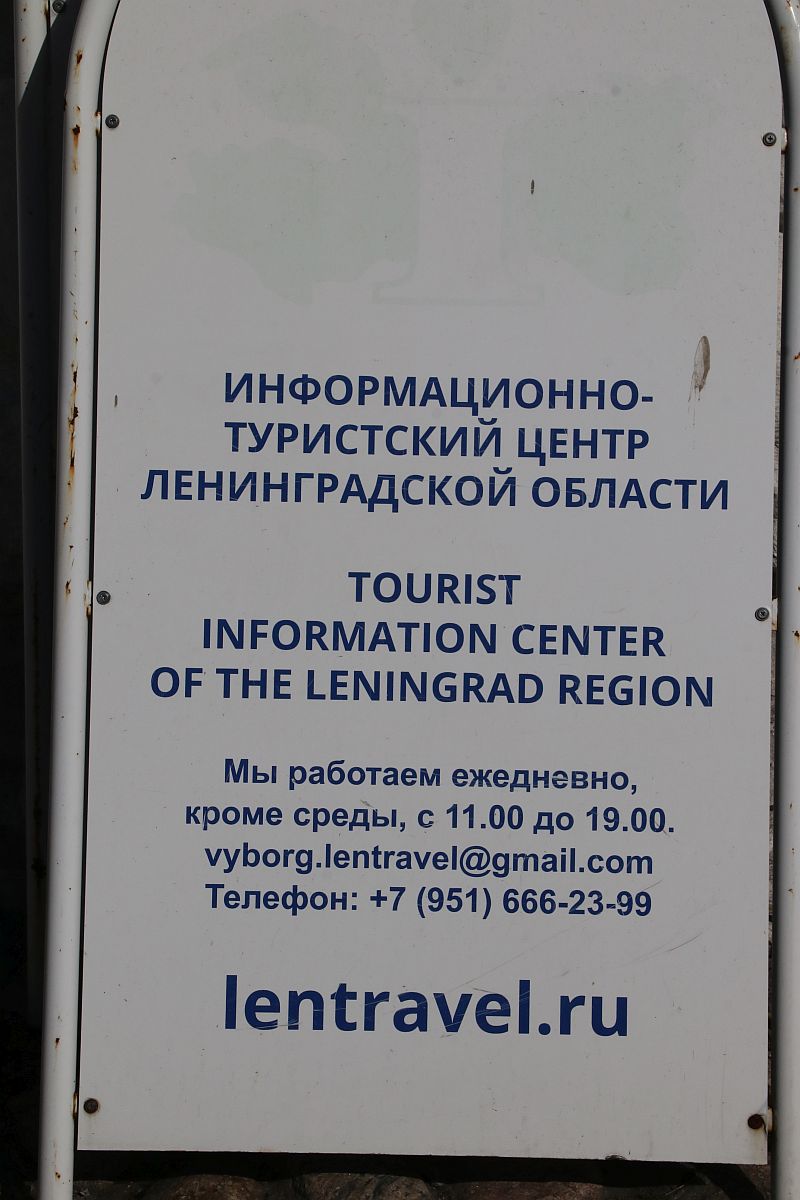 ИНФОРМАЦИОННО-
ТУРИСТСКИЙ ЦЕНТР
ЛЕНИНГРАДСКОЙ ОБЛАСТИ
TOURIST
INFORMATION CENTER
OF THE LENINGRAD REGION
Мы работаем ежедневно,
кроме среды, с 11.00 до 19.00.
vyborg.lentravel@gmail.com
Телефон: +7 (951) 666-23-99
lentravel.ru